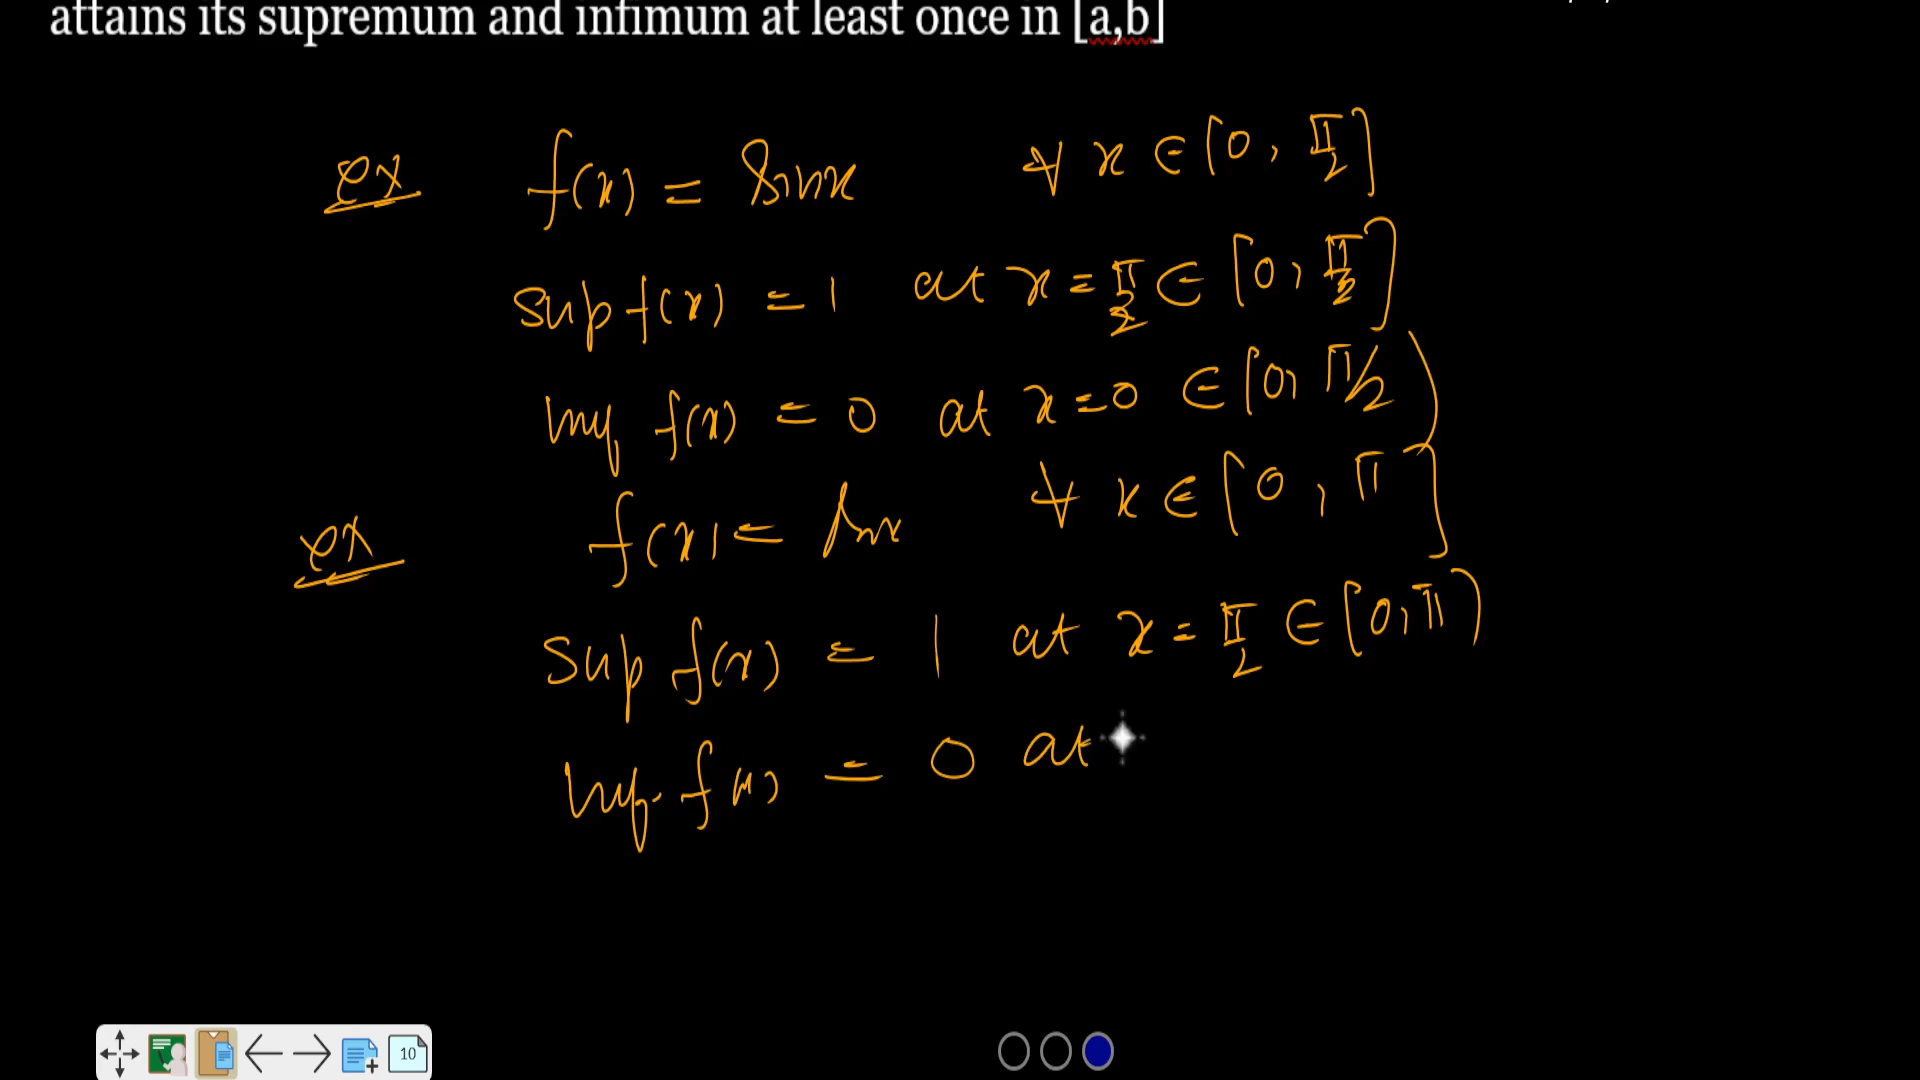 attains its supremum and infimum at least once in [a,b]
ex f(x) = Sinx ∀ x ∈ [0, π/2]
Sup f(x) = 1 at x = π/2 ∈ [0, π/2]
inf f(x) = 0 at x=0 ∈ [0, π/2)
ex f(x) = Sinx ∀ x ∈ [0, π]
Sup f(x) = 1 at x = π/2 ∈ [0, π)
inf. f(x) = 0 at
10